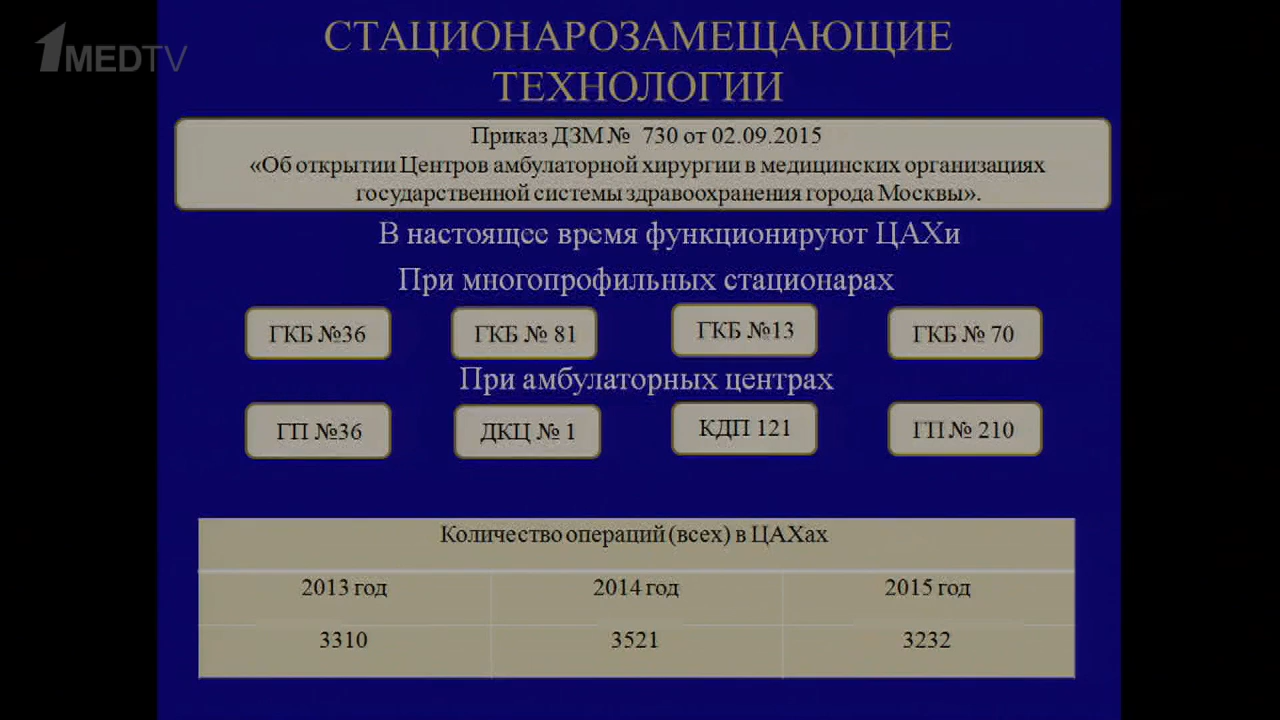 1MEDTV
СТАЦИОНАРОЗАМЕЩАЮЩИЕ
ТЕХНОЛОГИИ
Приказ ДЗМ № 730 от 02.09.2015
«Об открытии Центров амбулаторной хирургии в медицинских организациях
государственной системы здравоохранения города Москвы».
В настоящее время функционируют ЦАХи
При многопрофильных стационарах
ГКБ №36 ГКБ № 81 ГКБ №13 ГКБ № 70
При амбулаторных центрах
ГП №36 ДКЦ № 1 КДП 121 ГП № 210
Количество операций (всех) в ЦАХах
2013 год 2014 год 2015 год
3310 3521 3232